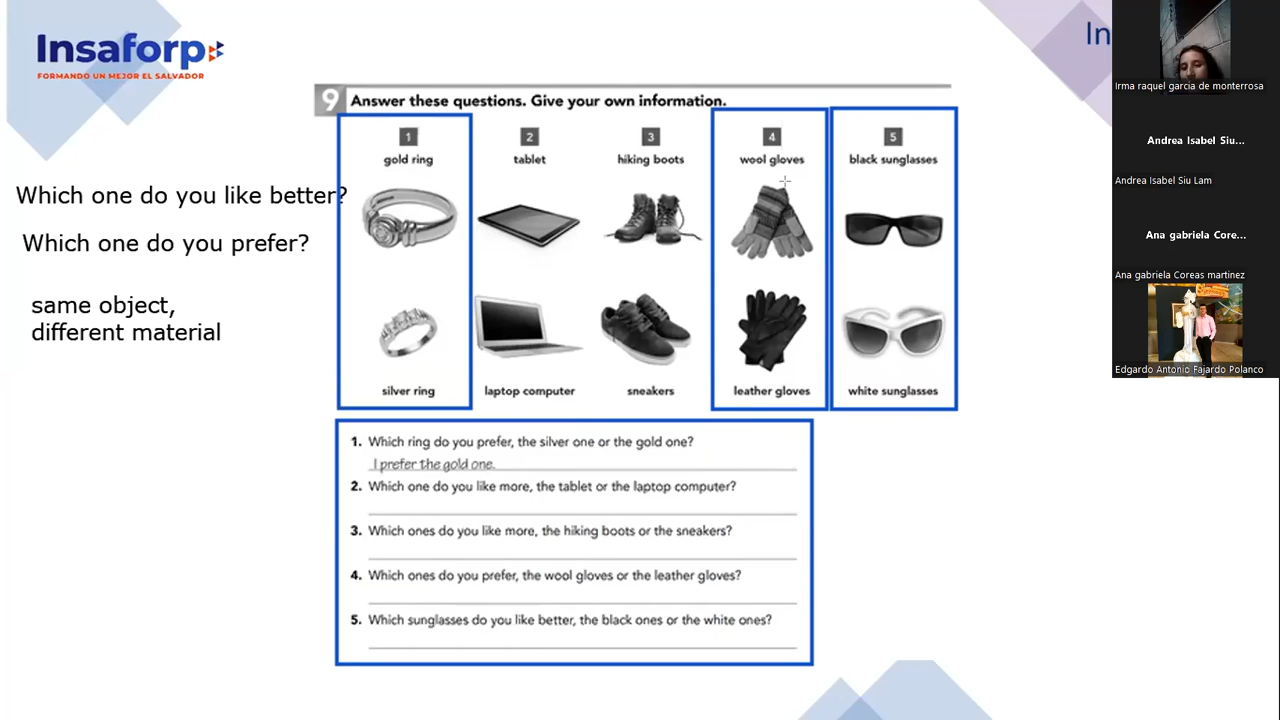 Insaforp
FORMANDO UN MEJOR EL SALVADOR
In
9 Answer these questions. Give your own information.
1 2 3 4 5
gold ring tablet hiking boots wool gloves black sunglasses
silver ring laptop computer sneakers leather gloves white sunglasses
Which one do you like better?
Which one do you prefer?
same object,
different material
1. Which ring do you prefer, the silver one or the gold one?
I prefer the gold one.
2. Which one do you like more, the tablet or the laptop computer?
3. Which ones do you like more, the hiking boots or the sneakers?
4. Which ones do you prefer, the wool gloves or the leather gloves?
5. Which sunglasses do you like better, the black ones or the white ones?
Irma raquel garcia de monterrosa
Andrea Isabel Siu...
Andrea Isabel Siu Lam
Ana gabriela Core...
Ana gabriela Coreas martinez
Edgardo Antonio Fajardo Polanco